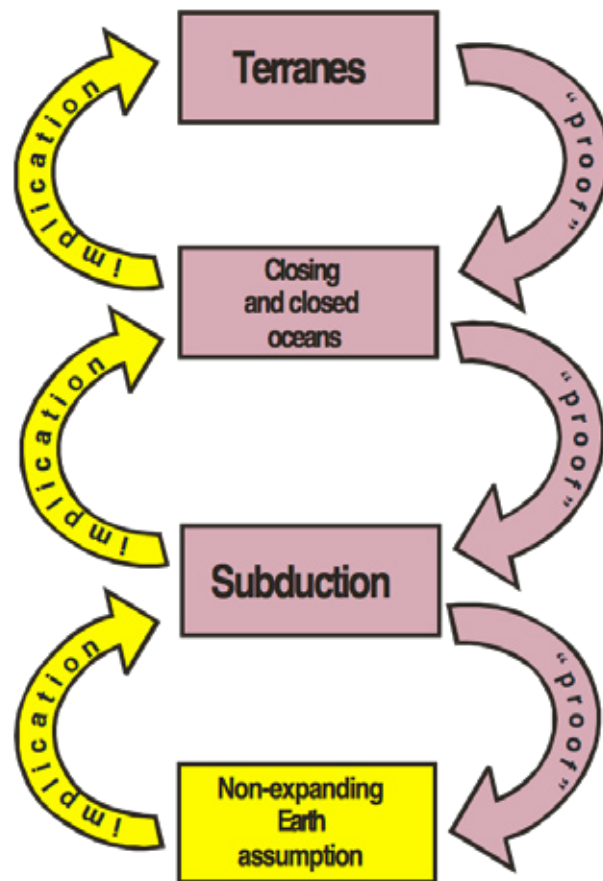 Terranes
implication
“proof”
Closing
and closed
oceans
implication
“proof”
Subduction
implication
“proof”
Non-expanding
Earth
assumption